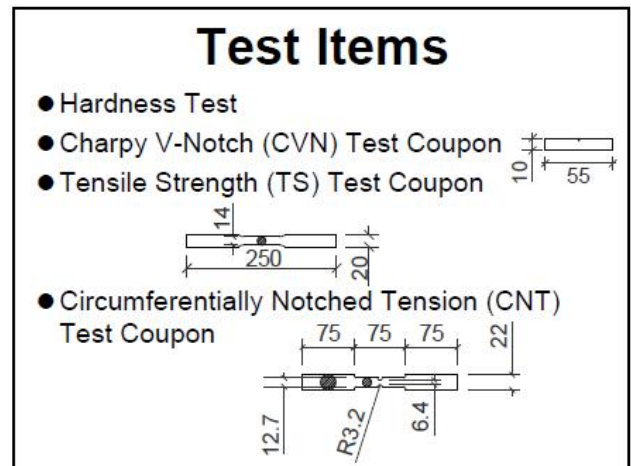 Test Items
● Hardness Test
● Charpy V-Notch (CVN) Test Coupon
10
55
● Tensile Strength (TS) Test Coupon
14
250
20
● Circumferentially Notched Tension (CNT)
Test Coupon
75 75 75
22
12.7
R3.2
6.4